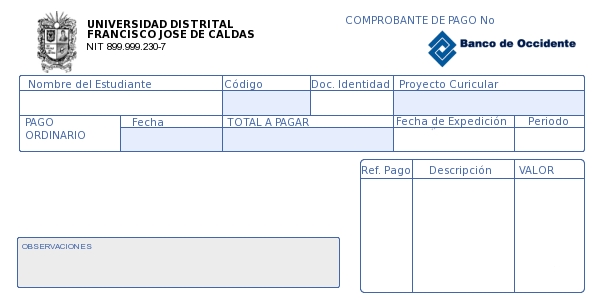 UNIVERSIDAD DISTRITAL
FRANCISCO JOSE DE CALDAS
NIT 899.999.230-7
COMPROBANTE DE PAGO No
Banco de Occidente
Nombre del Estudiante Código Doc. Identidad Proyecto Curicular
PAGO ORDINARIO Fecha TOTAL A PAGAR Fecha de Expedición Periodo
Ref. Pago Descripción VALOR
OBSERVACIONES